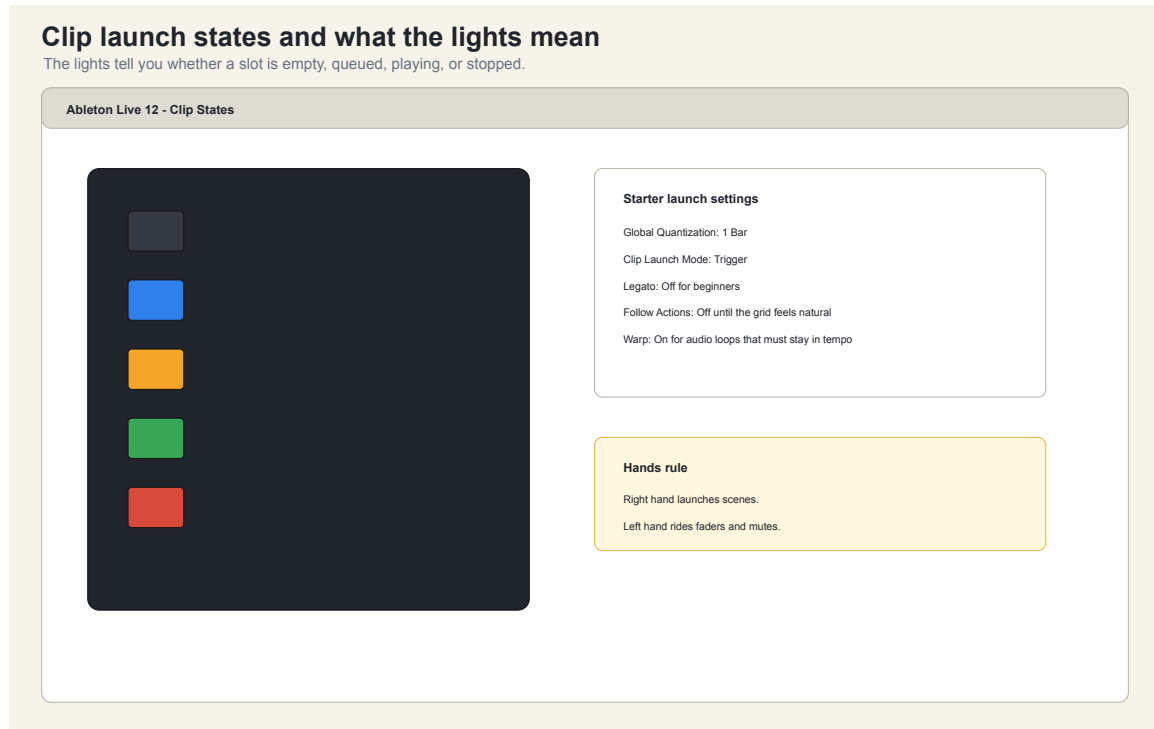 Clip launch states and what the lights mean
The lights tell you whether a slot is empty, queued, playing, or stopped.
Ableton Live 12 - Clip States
Starter launch settings
Global Quantization: 1 Bar
Clip Launch Mode: Trigger
Legato: Off for beginners
Follow Actions: Off until the grid feels natural
Warp: On for audio loops that must stay in tempo
Hands rule
Right hand launches scenes.
Left hand rides faders and mutes.